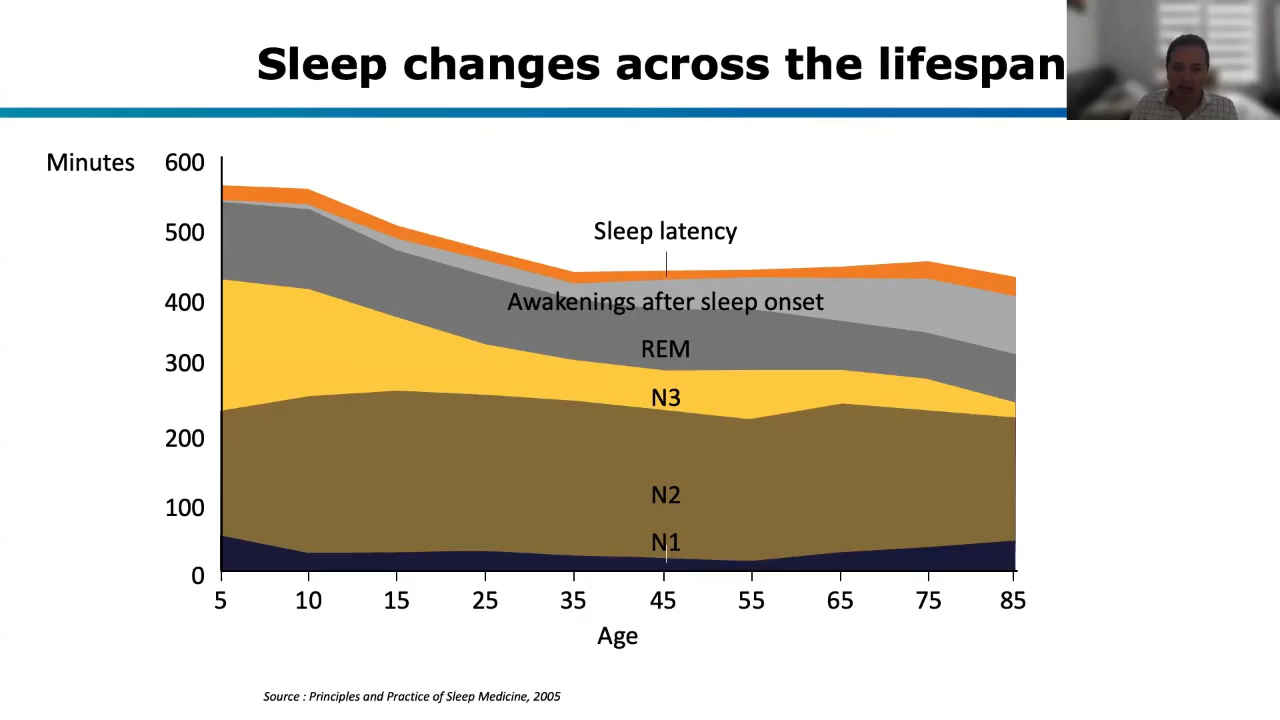 Sleep changes across the lifespan
Minutes
600
500
400
300
200
100
0
Sleep latency
Awakenings after sleep onset
REM
N3
N2
N1
5 10 15 25 35 45 55 65 75 85
Age
Source : Principles and Practice of Sleep Medicine, 2005